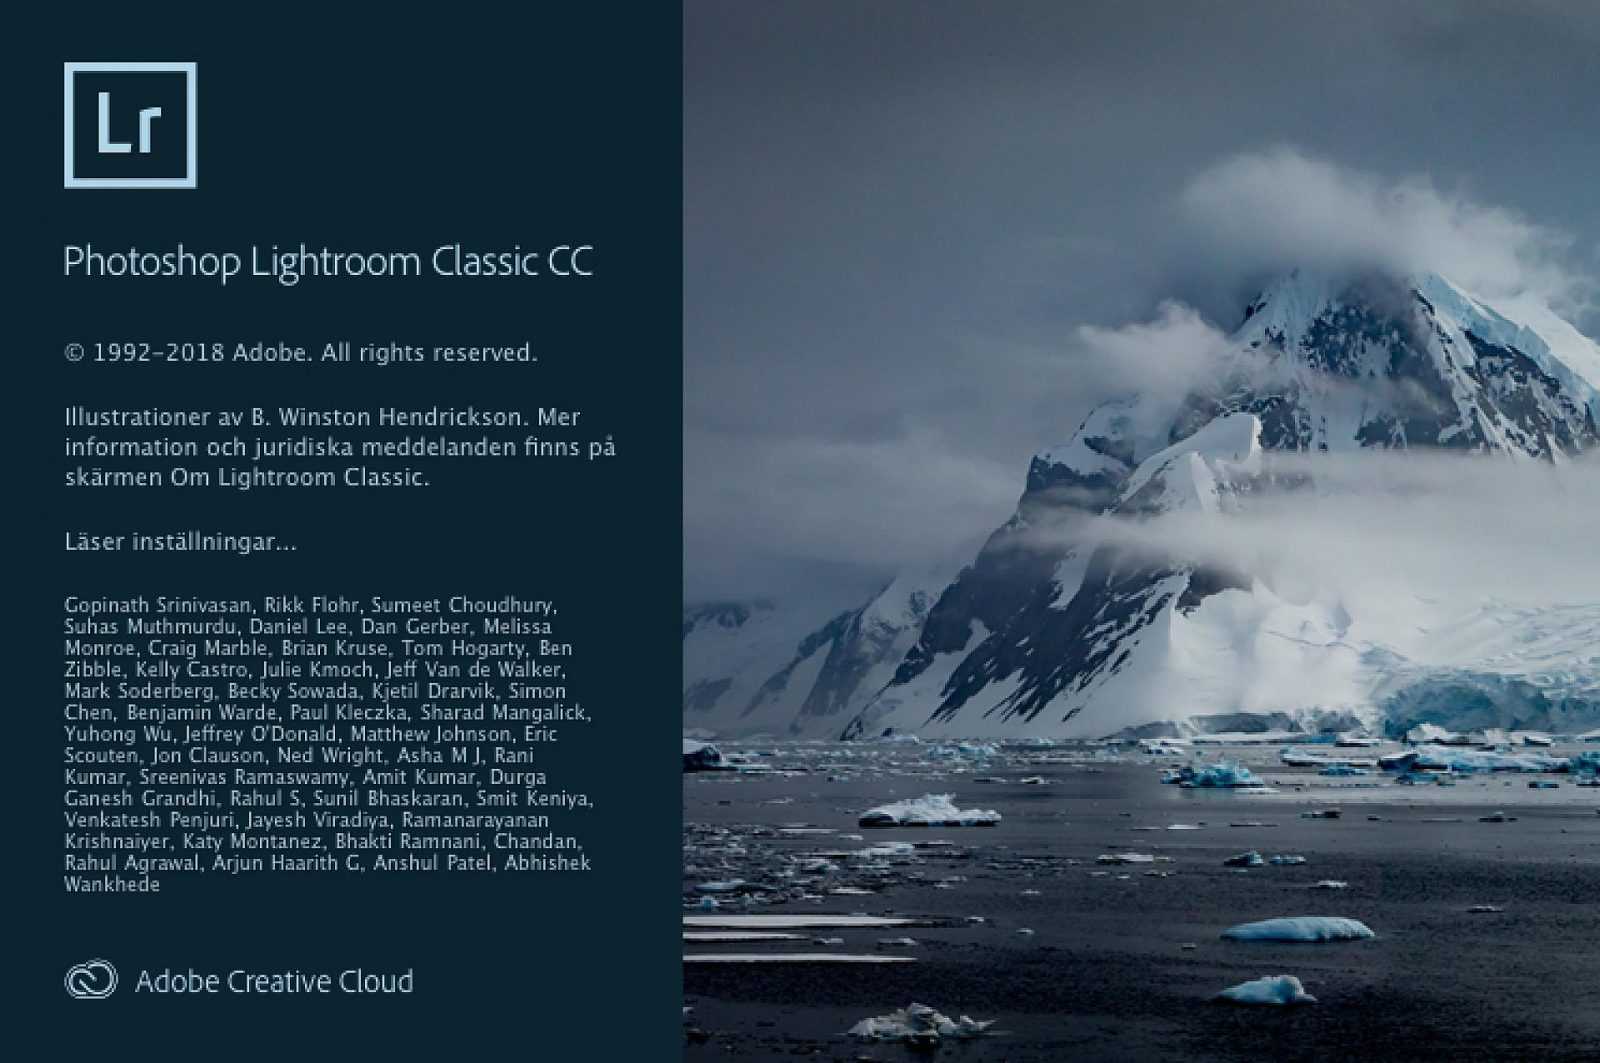 Lr
Photoshop Lightroom Classic CC
© 1992-2018 Adobe. All rights reserved.
Illustrationer av B. Winston Hendrickson. Mer
information och juridiska meddelanden finns på
skärmen Om Lightroom Classic.
Läser inställningar...
Gopinath Srinivasan, Rikk Flohr, Sumeet Choudhury,
Suhas Muthmurdu, Daniel Lee, Dan Gerber, Melissa
Monroe, Craig Marble, Brian Kruse, Tom Hogarty, Ben
Zibble, Kelly Castro, Julie Kmoch, Jeff Van de Walker,
Mark Soderberg, Becky Sowada, Kjetil Drarvik, Simon
Chen, Benjamin Warde, Paul Kleczka, Sharad Mangalick,
Yuhong Wu, Jeffrey O'Donald, Matthew Johnson, Eric
Scouten, Jon Clauson, Ned Wright, Asha M J, Rani
Kumar, Sreenivas Ramaswamy, Amit Kumar, Durga
Ganesh Grandhi, Rahul S, Sunil Bhaskaran, Smit Keniya,
Venkatesh Penjuri, Jayesh Viradiya, Ramanarayanan
Krishnaiyer, Katy Montanez, Bhakti Ramnani, Chandan,
Rahul Agrawal, Arjun Haarith G, Anshul Patel, Abhishek
Wankhede
Adobe Creative Cloud